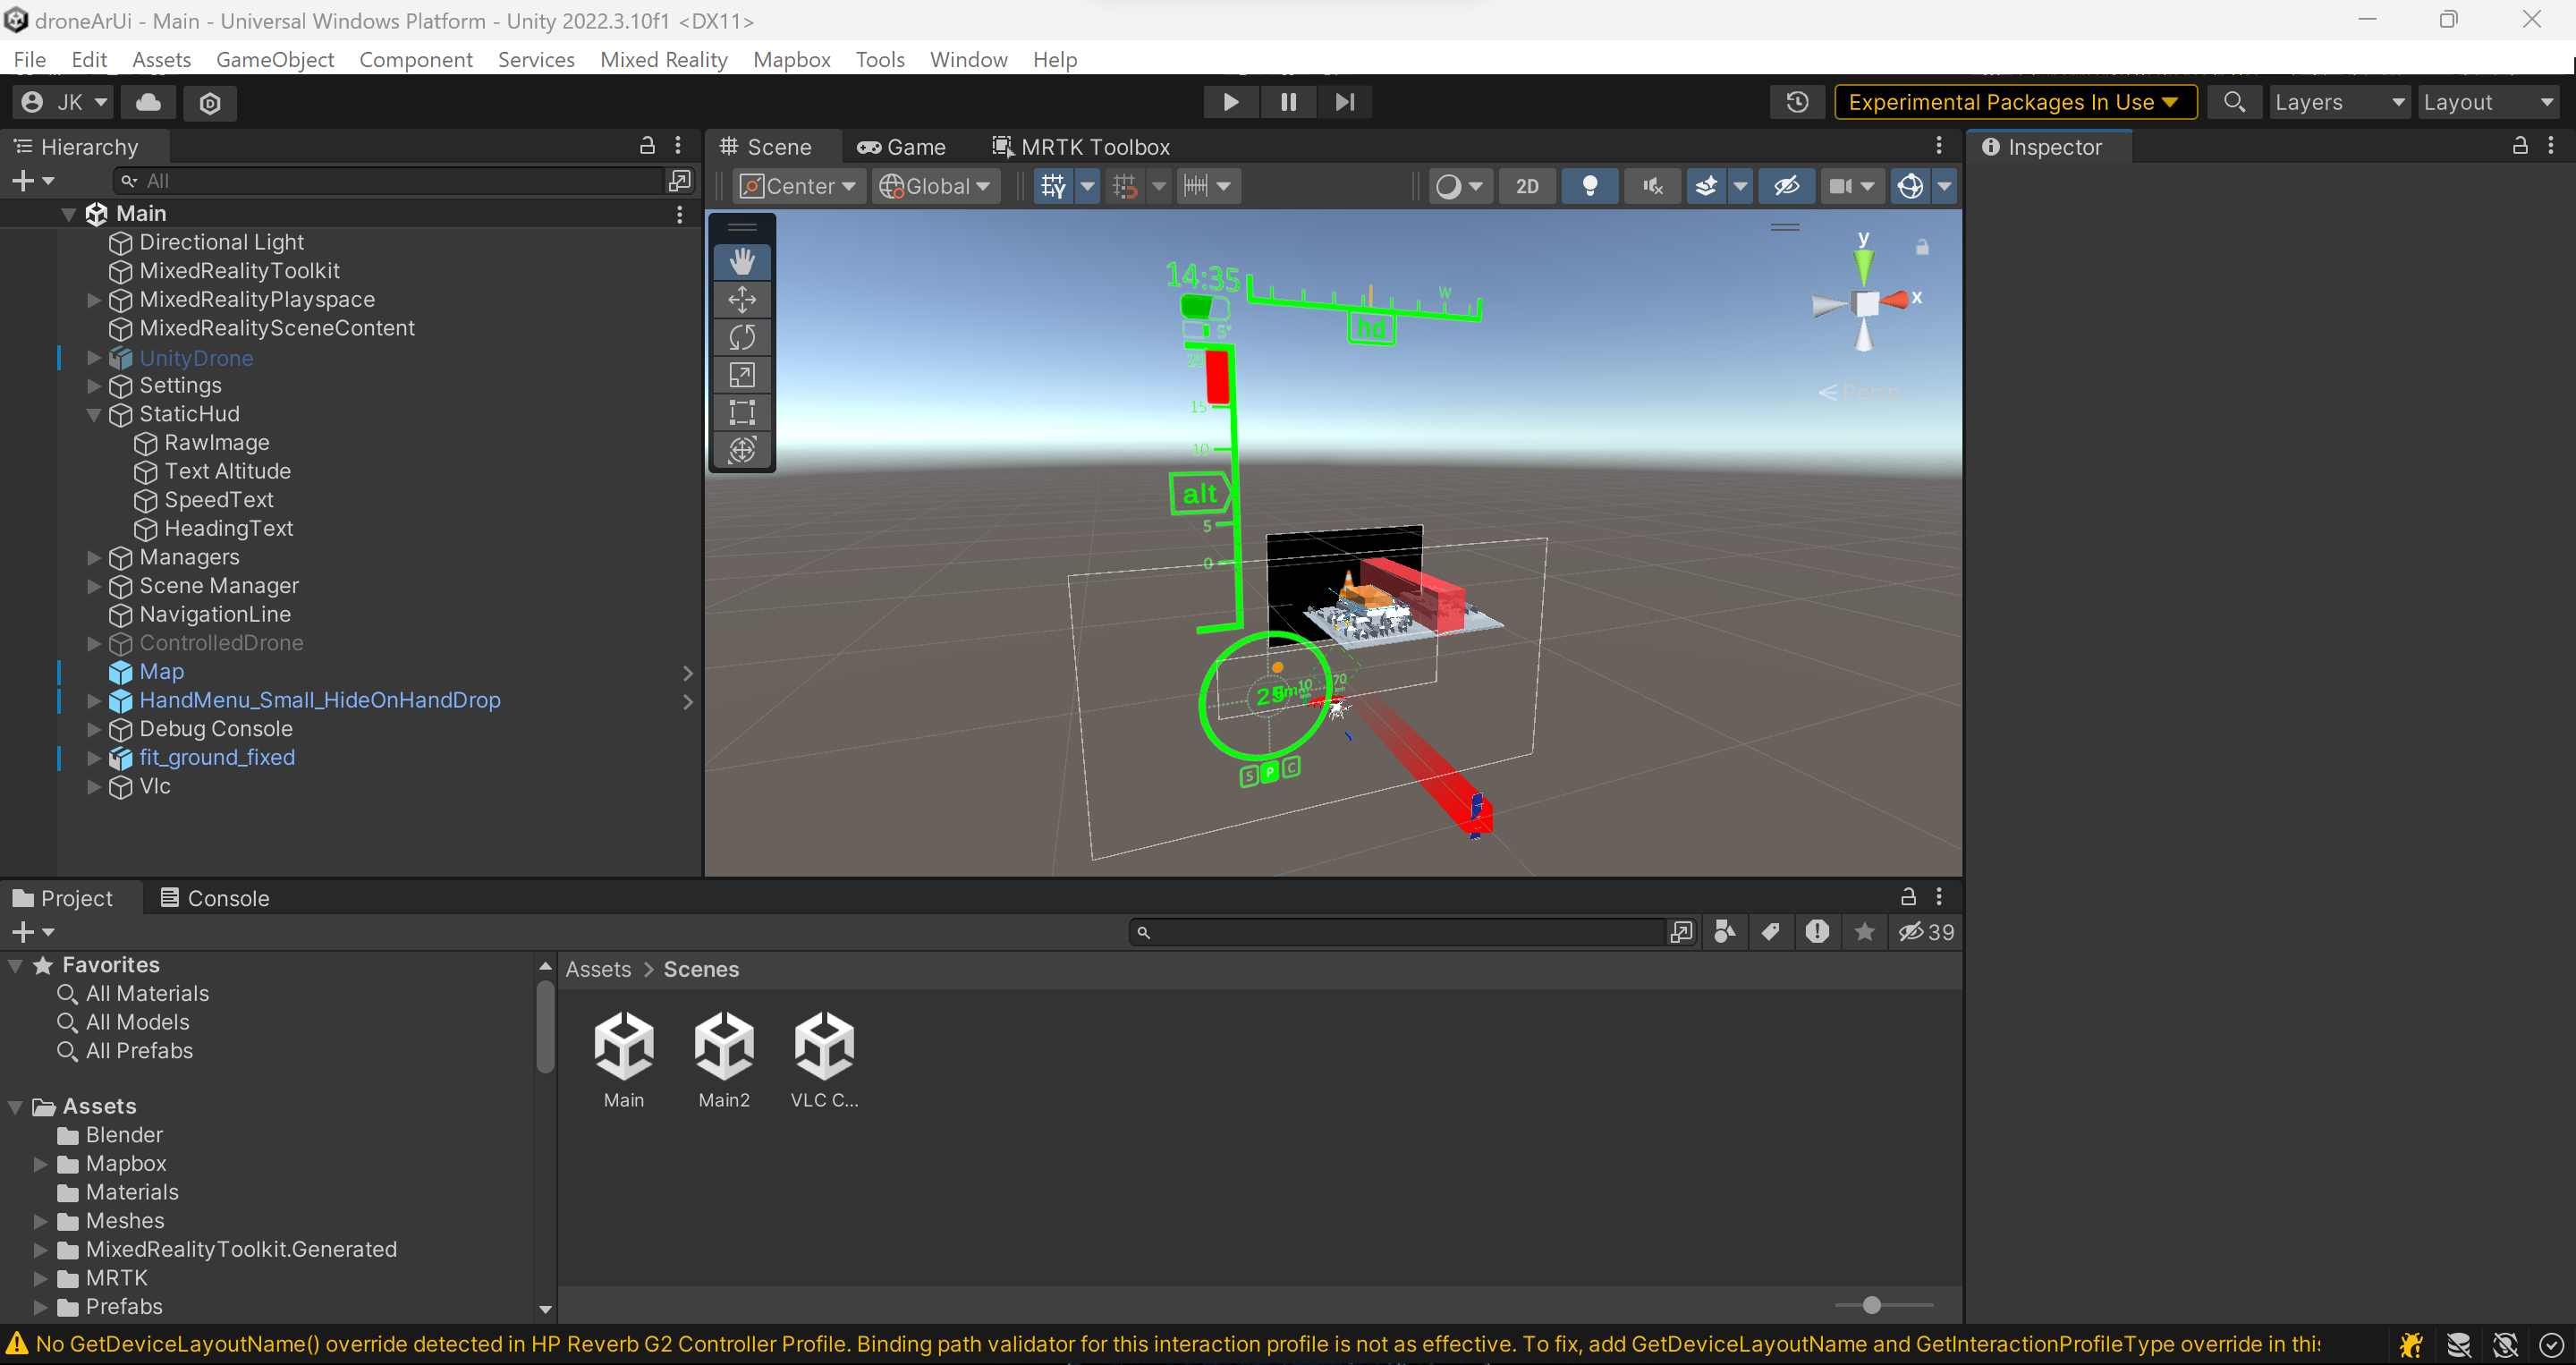 droneArUi - Main - Universal Windows Platform - Unity 2022.3.10f1 <DX11>
File Edit Assets GameObject Component Services Mixed Reality Mapbox Tools Window Help
JK
Experimental Packages In Use
Layers
Layout
Hierarchy
All
Main
Directional Light
MixedRealityToolkit
MixedRealityPlayspace
MixedRealitySceneContent
UnityDrone
Settings
StaticHud
RawImage
Text Altitude
SpeedText
HeadingText
Managers
Scene Manager
NavigationLine
ControlledDrone
Map
HandMenu_Small_HideOnHandDrop
Debug Console
fit_ground_fixed
Vlc
Scene
Game
MRTK Toolbox
Center
Global
2D
y
x
Persp
14:35
W
hd
5°
20
15
10
alt
5
0
10
70
S P C
Inspector
Project
Console
39
Favorites
All Materials
All Models
All Prefabs
Assets
Blender
Mapbox
Materials
Meshes
MixedRealityToolkit.Generated
MRTK
Prefabs
Assets > Scenes
Main
Main2
VLC C...
No GetDeviceLayoutName() override detected in HP Reverb G2 Controller Profile. Binding path validator for this interaction profile is not as effective. To fix, add GetDeviceLayoutName and GetInteractionProfileType override in this